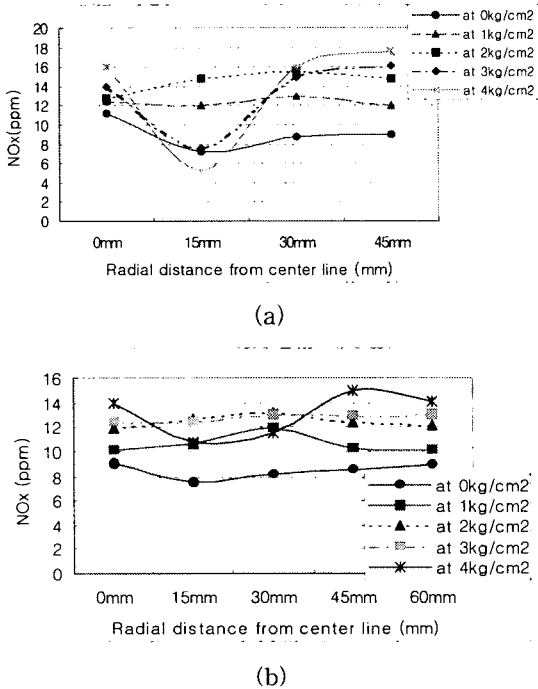 at 0kg/cm2
at 1kg/cm2
at 2kg/cm2
at 3kg/cm2
at 4kg/cm2
NOx(ppm)
20
18
16
14
12
10
8
6
4
2
0
0mm 15mm 30mm 45mm
Radial distance from center line (mm)
(a)
NOx (ppm)
16
14
12
10
8
6
4
2
0
at 0kg/cm2
at 1kg/cm2
at 2kg/cm2
at 3kg/cm2
at 4kg/cm2
0mm 15mm 30mm 45mm 60mm
Radial distance from center line (mm)
(b)